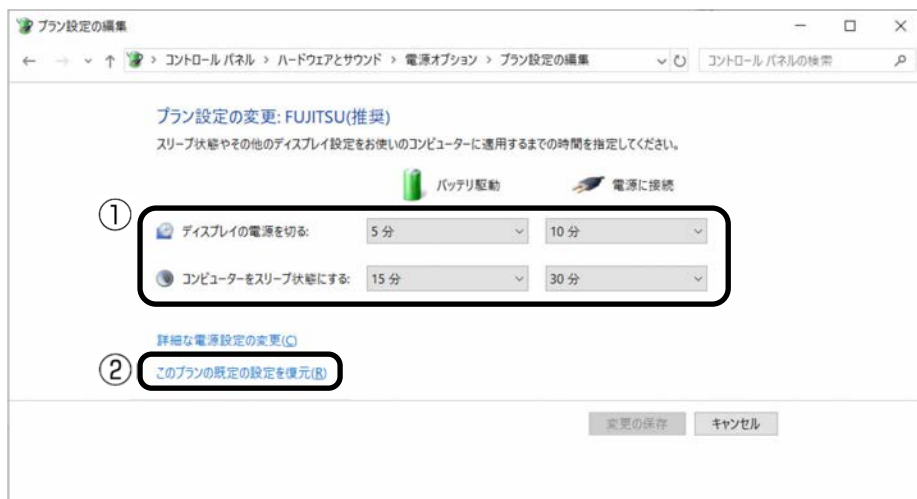 プラン設定の編集
← → ↑ > コントロール パネル > ハードウェアとサウンド > 電源オプション > プラン設定の編集 コントロール パネルの検索
プラン設定の変更: FUJITSU(推奨)
スリープ状態やその他のディスプレイ設定をお使いのコンピューターに適用するまでの時間を指定してください。
バッテリ駆動 電源に接続
①
ディスプレイの電源を切る: 5 分 10 分
コンピューターをスリープ状態にする: 15 分 30 分
詳細な電源設定の変更(C)
② このプランの既定の設定を復元(R)
変更の保存 キャンセル